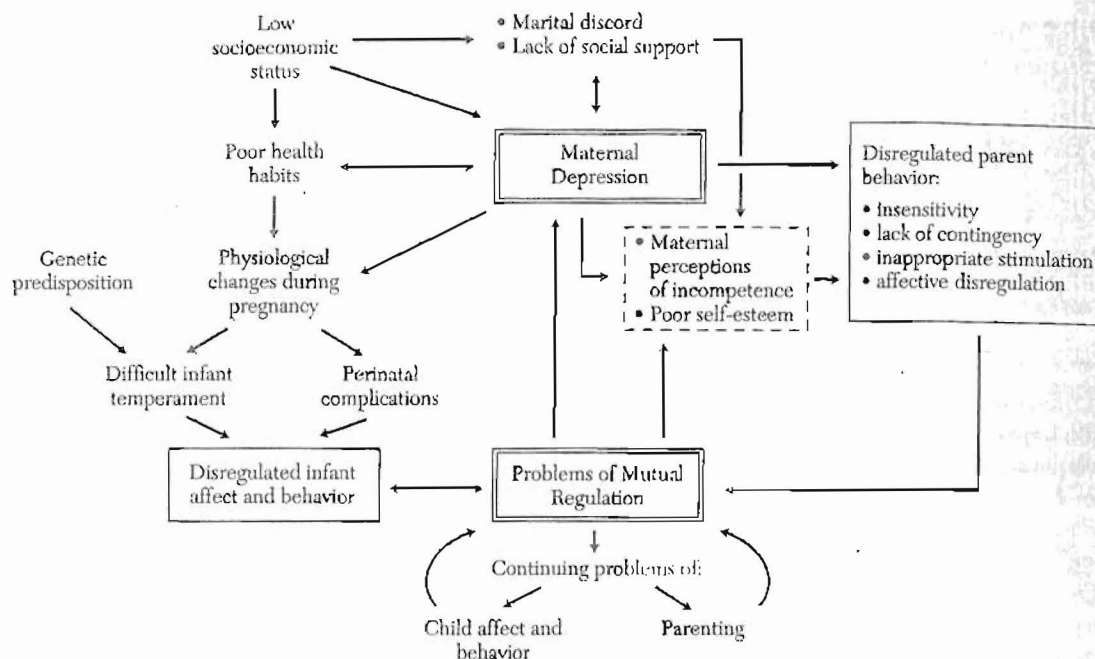 Low
socioeconomic
status
• Marital discord
• Lack of social support
Poor health
habits
Maternal
Depression
Disregulated parent
behavior:
• insensitivity
• lack of contingency
• inappropriate stimulation
• affective disregulation
Genetic
predisposition
Physiological
changes during
pregnancy
• Maternal
perceptions
of incompetence
• Poor self-esteem
Difficult infant
temperament
Perinatal
complications
Disregulated infant
affect and behavior
Problems of Mutual
Regulation
Continuing problems of:
Child affect and
behavior
Parenting